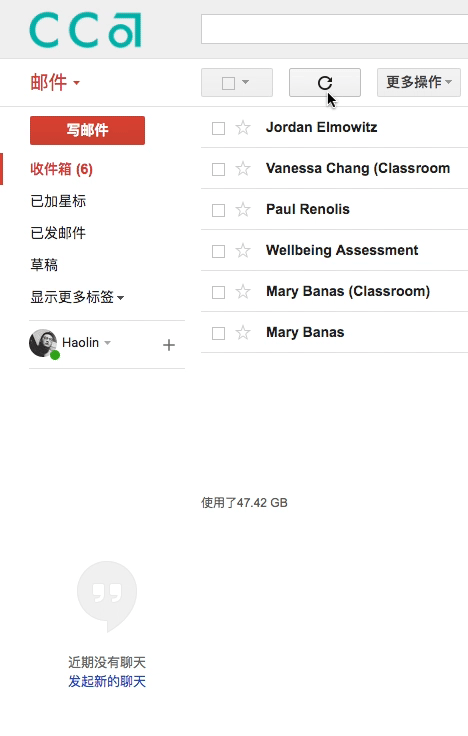 cca
邮件
更多操作
写邮件
Jordan Elmowitz
收件箱 (6)
Vanessa Chang (Classroom
已加星标
Paul Renolis
已发邮件
Wellbeing Assessment
草稿
显示更多标签
Mary Banas (Classroom)
Mary Banas
Haolin
使用了47.42 GB
近期没有聊天
发起新的聊天